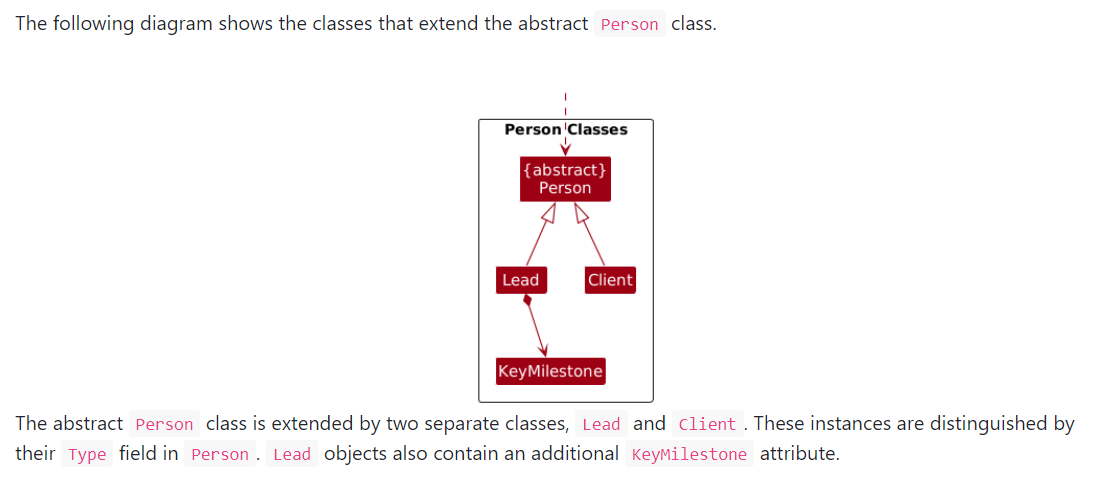 The following diagram shows the classes that extend the abstract Person class.
Person Classes
{abstract}
Person
Lead
Client
KeyMilestone
The abstract Person class is extended by two separate classes, Lead and Client . These instances are distinguished by
their Type field in Person . Lead objects also contain an additional KeyMilestone attribute.